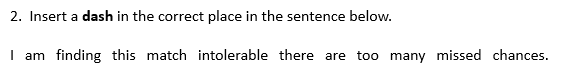 2. Insert a dash in the correct place in the sentence below.
I am finding this match intolerable there are too many missed chances.